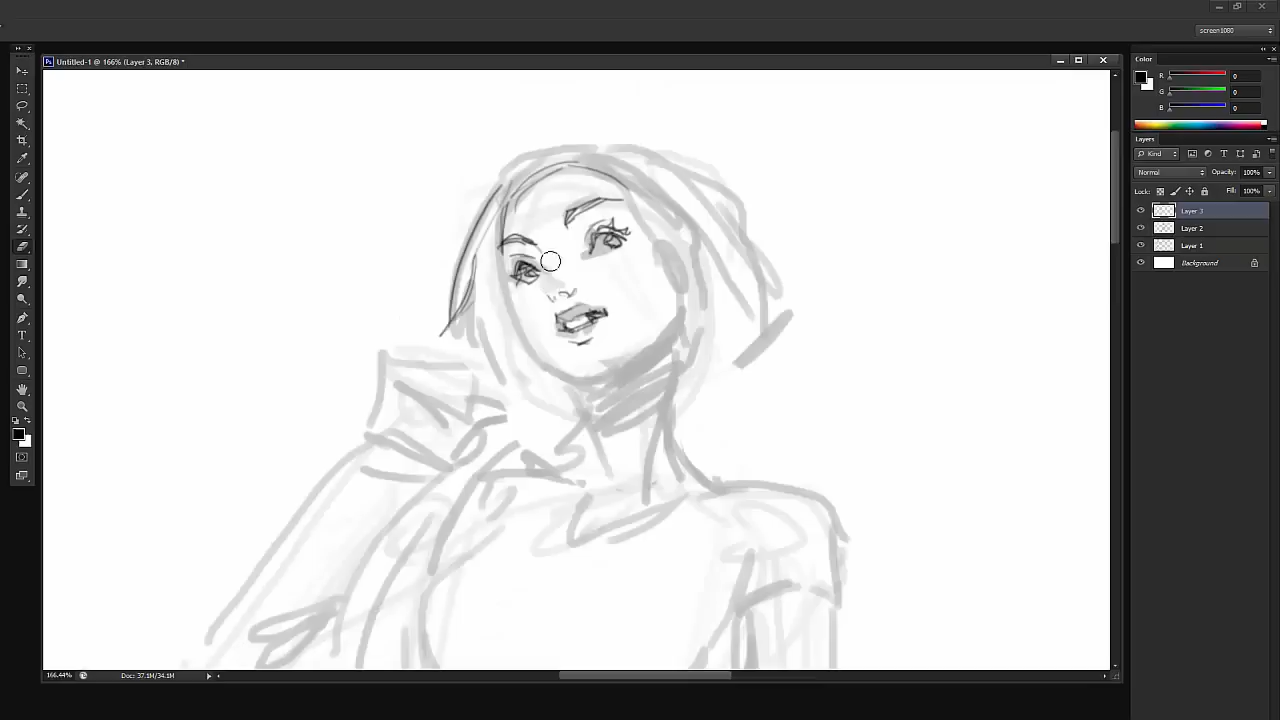 screen1080
Untitled-1 @ 166% (Layer 3, RGB/8) *
Color
R 0
G 0
B 0
Layers
Kind
Normal Opacity: 100%
Lock: Fill: 100%
Layer 3
Layer 2
Layer 1
Background
166.44% Doc: 37.1M/34.1M